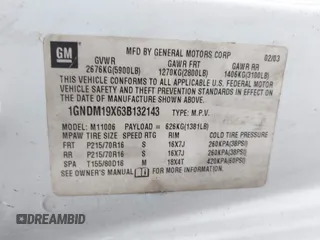 GM
MFD BY GENERAL MOTORS CORP
GVWR GAWR FRT GAWR RR 02/03
2676KG(5900LB) 1270KG(2800LB) 1406KG(3100LB)
THIS VEHICLE CONFORMS TO ALL APPLICABLE U.S. FEDERAL MOTOR
VEHICLE SAFETY AND THEFT PREVENTION STANDARDS IN EFFECT
ON THE DATE OF MANUFACTURE SHOWN ABOVE.
1GNDM19X63B132143 TYPE: M.P.V.
MODEL: M11006 PAYLOAD = 626KG(1381LB)
MPAW TIRE SIZE SPEED RTG RIM COLD TIRE PRESSURE
FRT P215/70R16 S 16X7J 260KPA(38PSI)
RR P215/70R16 S 16X7J 260KPA(38PSI)
SPA T155/80D16 M 18X4T 420KPA(60PSI)
SEE OWNER'S MANUAL FOR ADDITIONAL INFORMATION.
DREAMBID.COM